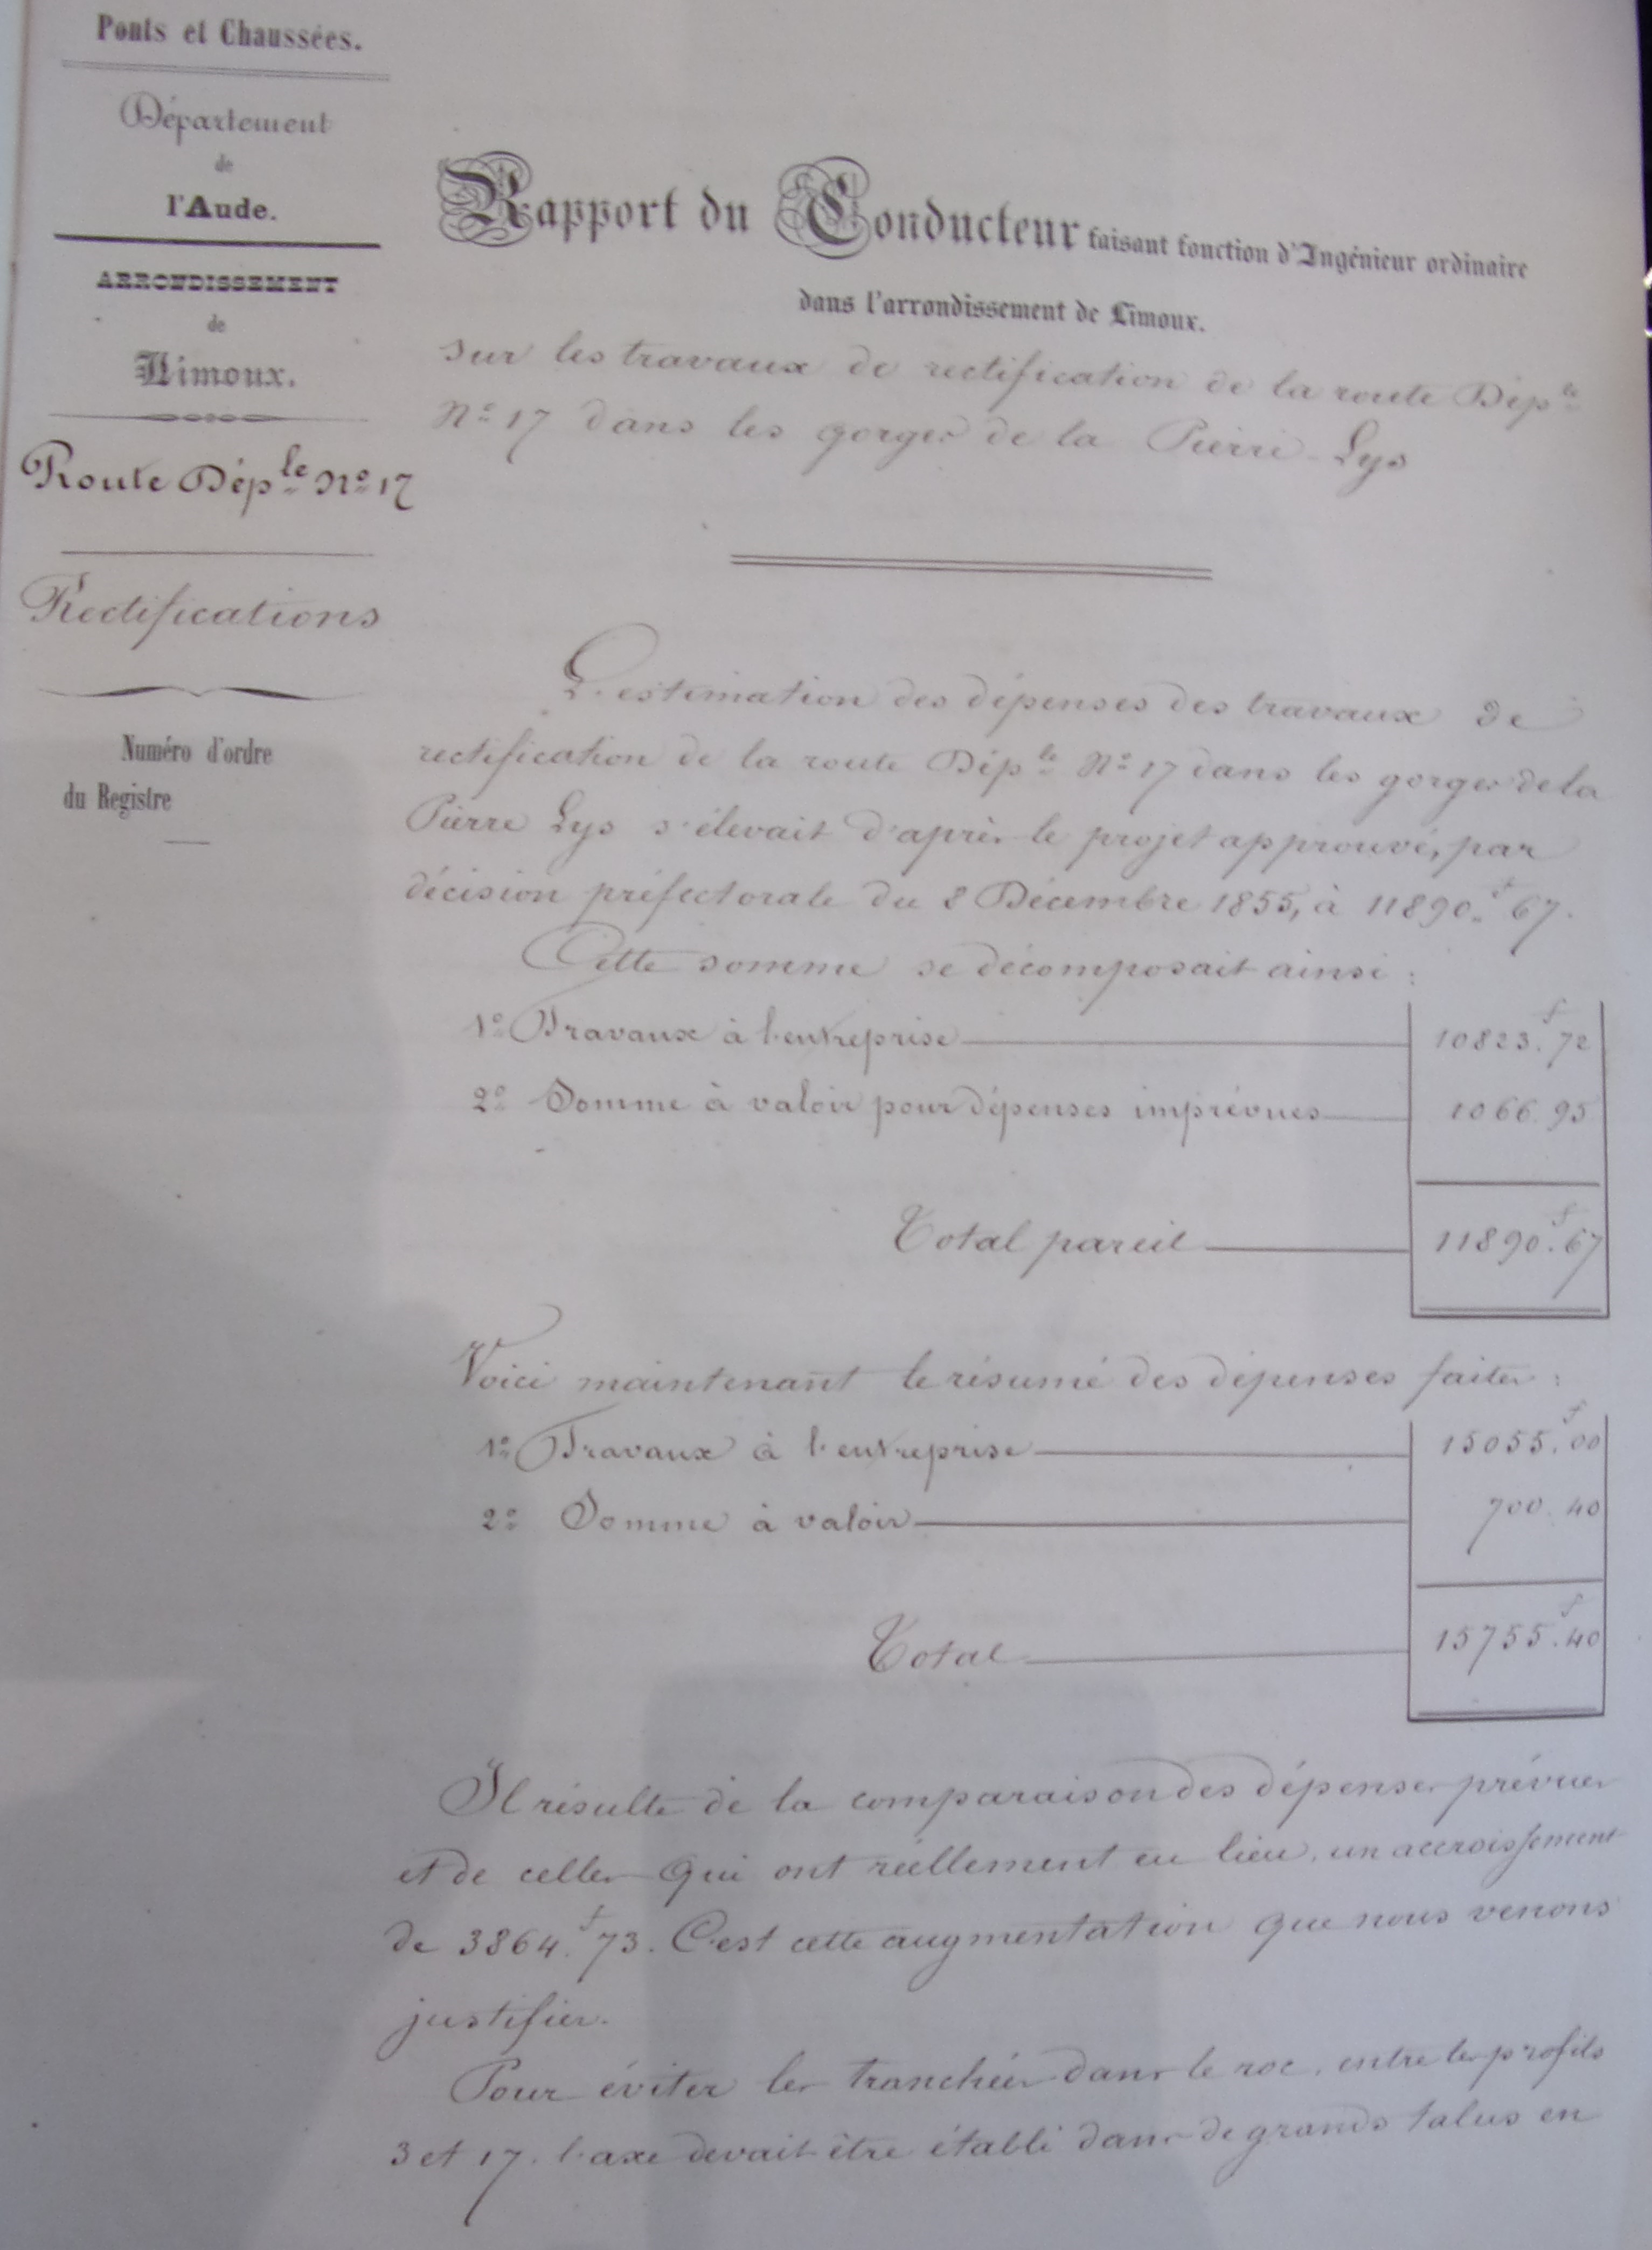 Ponts et Chaussées.
Département
de
l'Aude.
ARRONDISSEMENT
de
Limoux.
Route Dép.le N.o 17
Rectifications
Numéro d'ordre
du Registre
Rapport du Conducteur faisant fonction d'Ingénieur ordinaire
dans l'arrondissement de Limoux.
sur les travaux de rectification de la route Dép.le
N.o 17 dans les gorges de la Pierre-Lys
L'estimation des dépenses des travaux de
rectification de la route Dép.le N.o 17 dans les gorges de la
Pierre Lys s'élevait d'après le projet approuvé, par
décision préfectorale du 8 Décembre 1855, à 11890.f 67.
Cette somme se décomposait ainsi :
1.o Travaux à l'entreprise 10823.f 72
2.o Somme à valoir pour dépenses imprévues 1066. 95
Total pareil 11890.f 67
Voici maintenant le résumé des dépenses faites :
1.o Travaux à l'entreprise 15055.f 00
2.o Somme à valoir 700. 40
Total 15755.f 40
Il résulte de la comparaison des dépenses prévues
et de celles qui ont réellement eu lieu, un accroissement
de 3864.f 73. C'est cette augmentation que nous venons
justifier.
Pour éviter les tranchées dans le roc, entre les profils
3 et 17, l'axe devait être établi dans de grands talus en